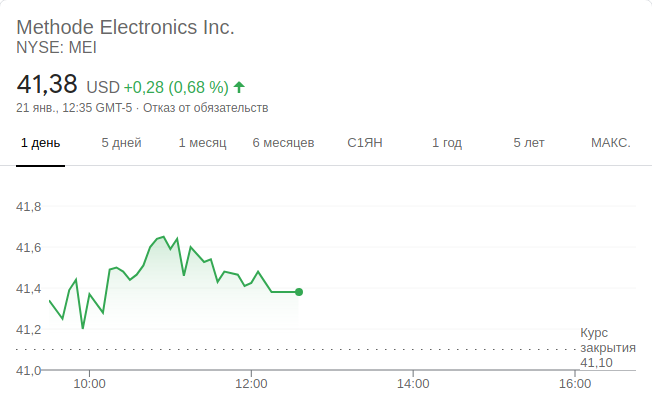 Methode Electronics Inc.
NYSE: MEI
41,38 USD +0,28 (0,68 %)
21 янв., 12:35 GMT-5 · Отказ от обязательств
1 день 5 дней 1 месяц 6 месяцев С1ЯН 1 год 5 лет МАКС.
41,8
41,6
41,4
41,2
41,0
Курс
закрытия
41,10
10:00 12:00 14:00 16:00